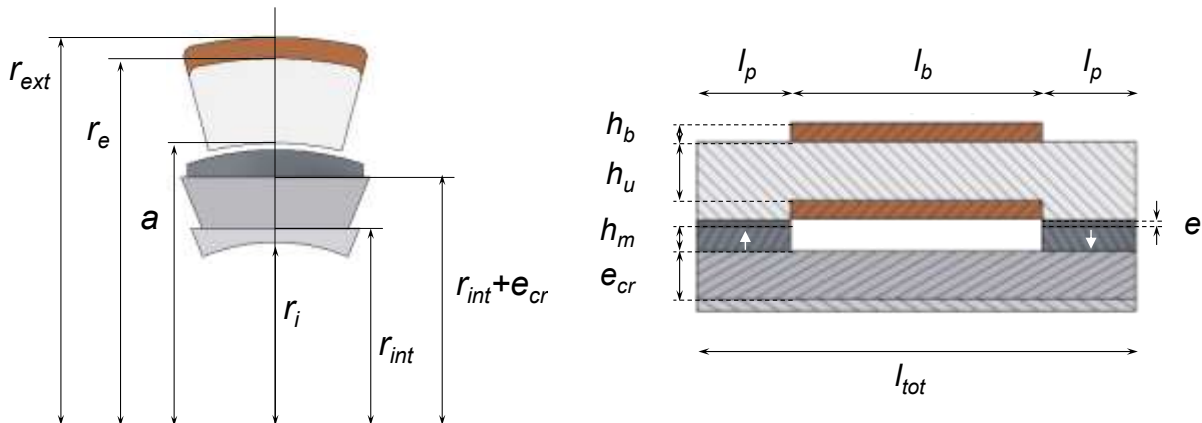 r_ext
r_e
a
r_i
r_int
r_int+e_cr
l_p
l_b
l_p
h_b
h_u
h_m
e_cr
e
l_tot